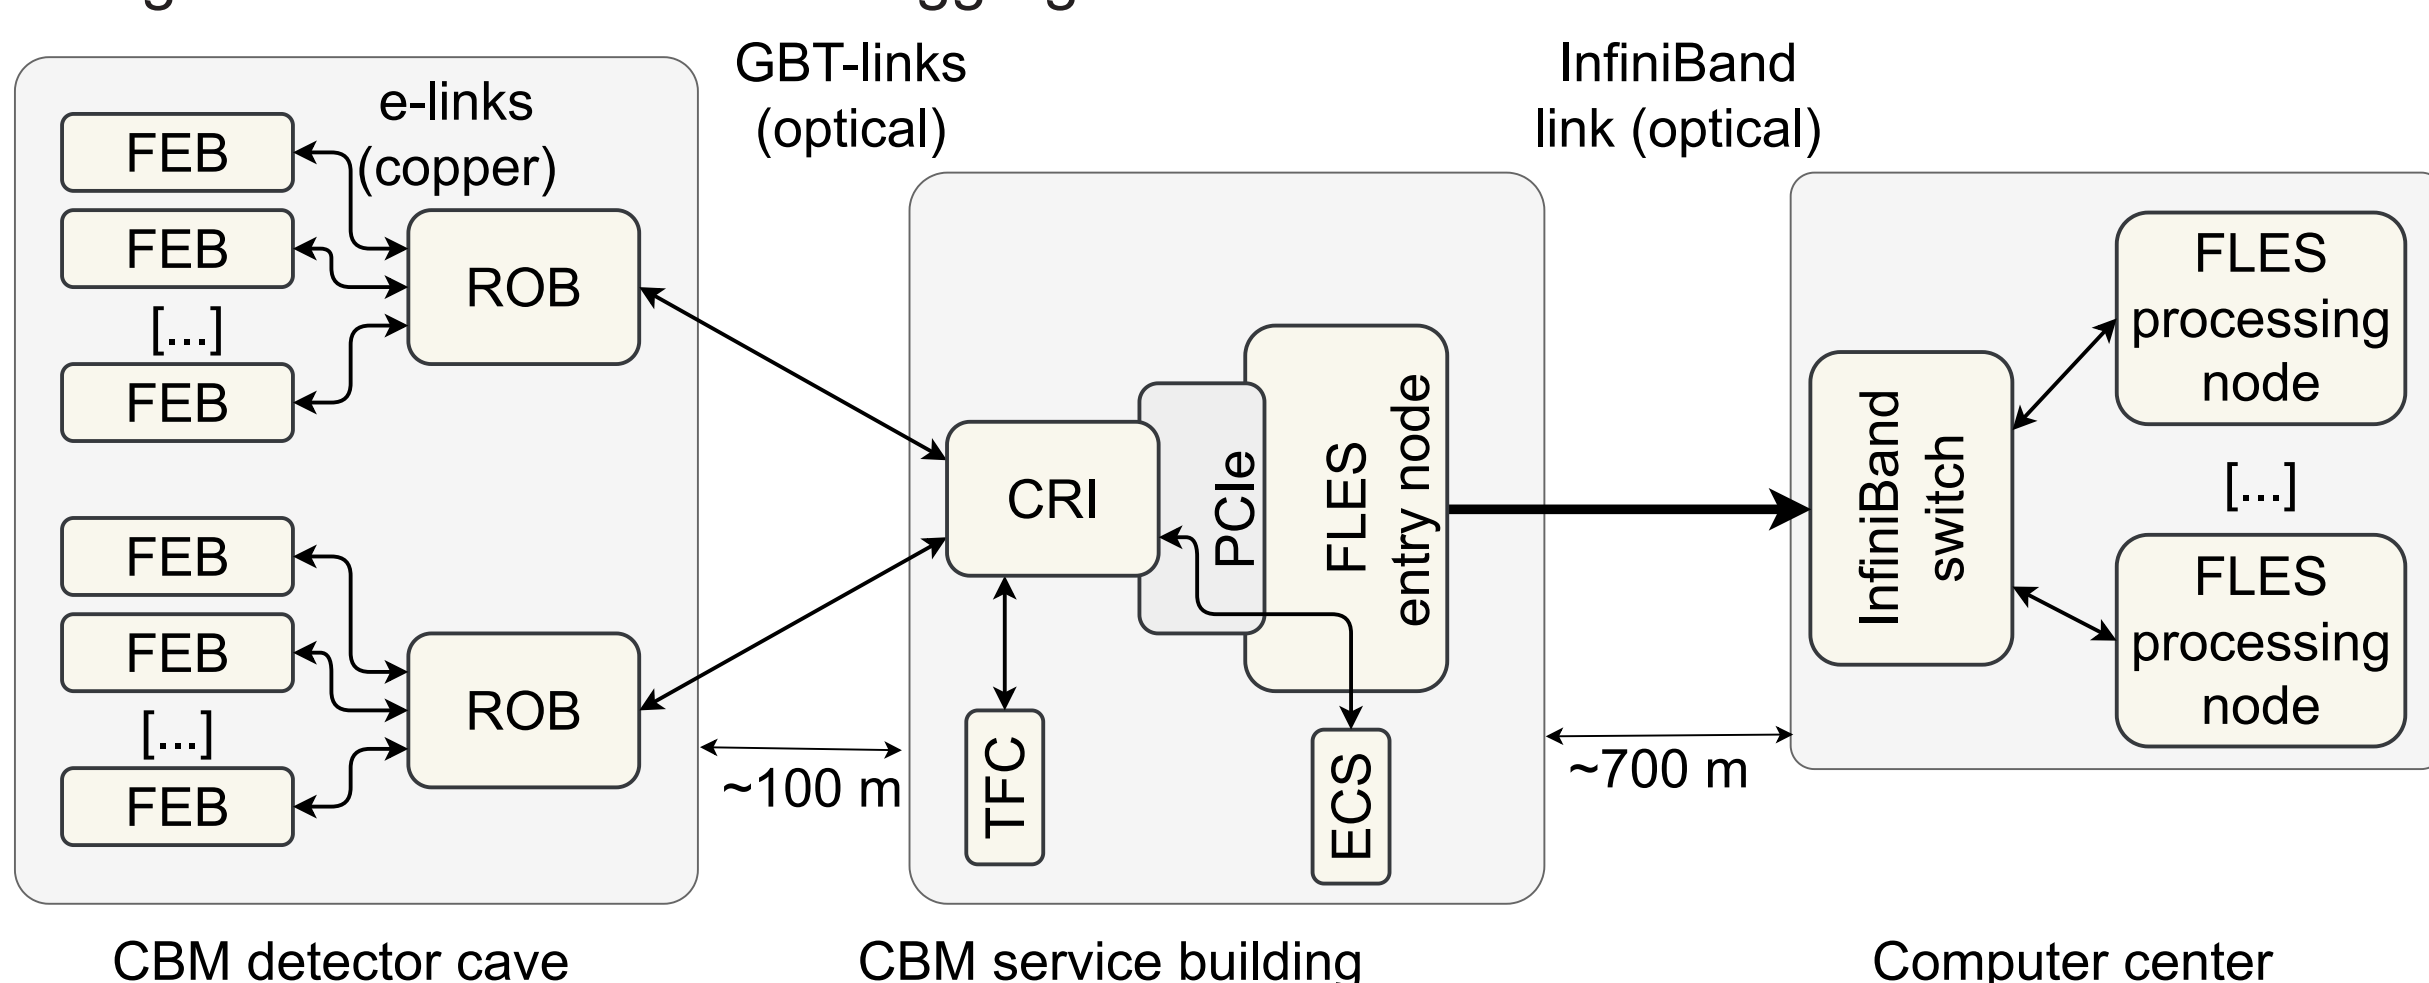 GBT-links
(optical)
InfiniBand
link (optical)
e-links
(copper)
FEB
FEB
[...]
FEB
ROB
FEB
FEB
[...]
FEB
ROB
~100 m
CRI
PCIe
FLES
entry node
TFC
ECS
~700 m
InfiniBand
switch
FLES
processing
node
[...]
FLES
processing
node
CBM detector cave
CBM service building
Computer center